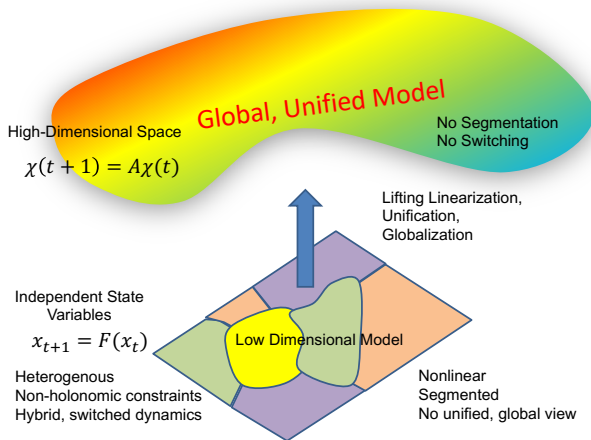 Global, Unified Model
High-Dimensional Space
χ(t + 1) = Aχ(t)
No Segmentation
No Switching
Lifting Linearization,
Unification,
Globalization
Independent State
Variables
x_{t+1} = F(x_t)
Low Dimensional Model
Heterogenous
Non-holonomic constraints
Hybrid, switched dynamics
Nonlinear
Segmented
No unified, global view